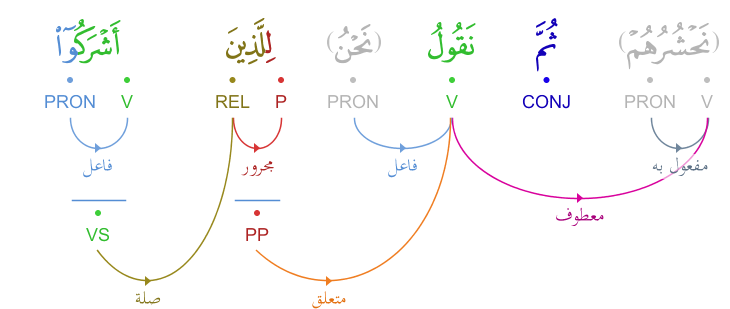 (نَحْشُرُهُمْ) ثُمَّ نَقُولُ (نَحْنُ) لِلَّذِينَ أَشْرَكُوٓا۟
PRON V REL P PRON V CONJ PRON V
فاعل مجرور فاعل مفعول به
معطوف
VS PP
صلة متعلق